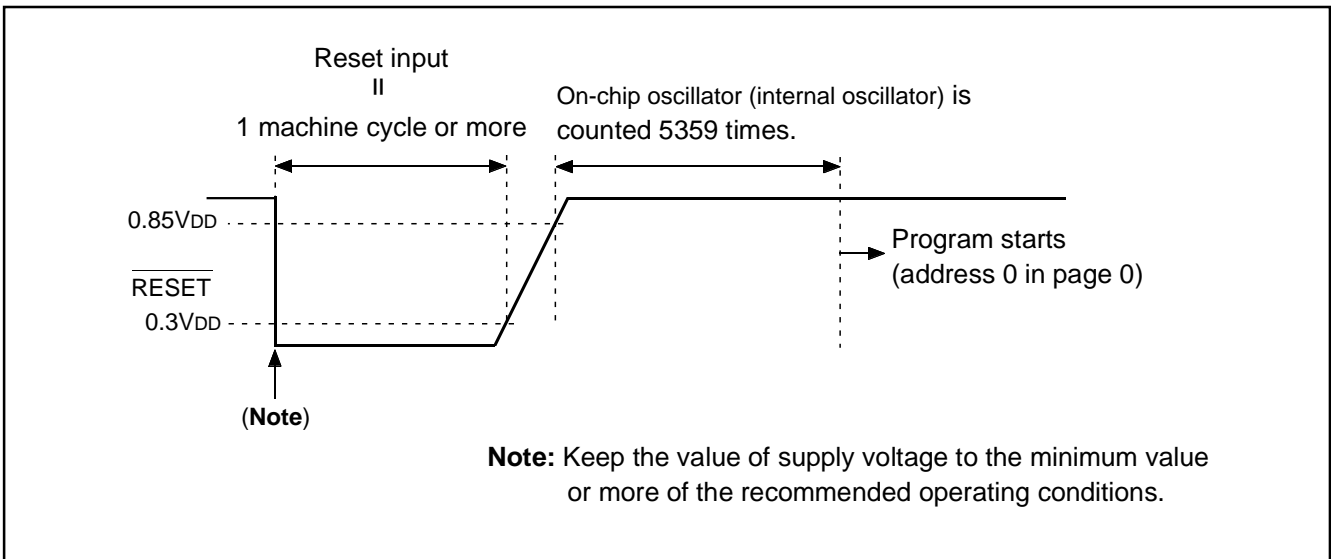 Reset input
=
1 machine cycle or more
On-chip oscillator (internal oscillator) is
counted 5359 times.
0.85VDD
RESET
0.3VDD
Program starts
(address 0 in page 0)
(Note)
Note: Keep the value of supply voltage to the minimum value
or more of the recommended operating conditions.